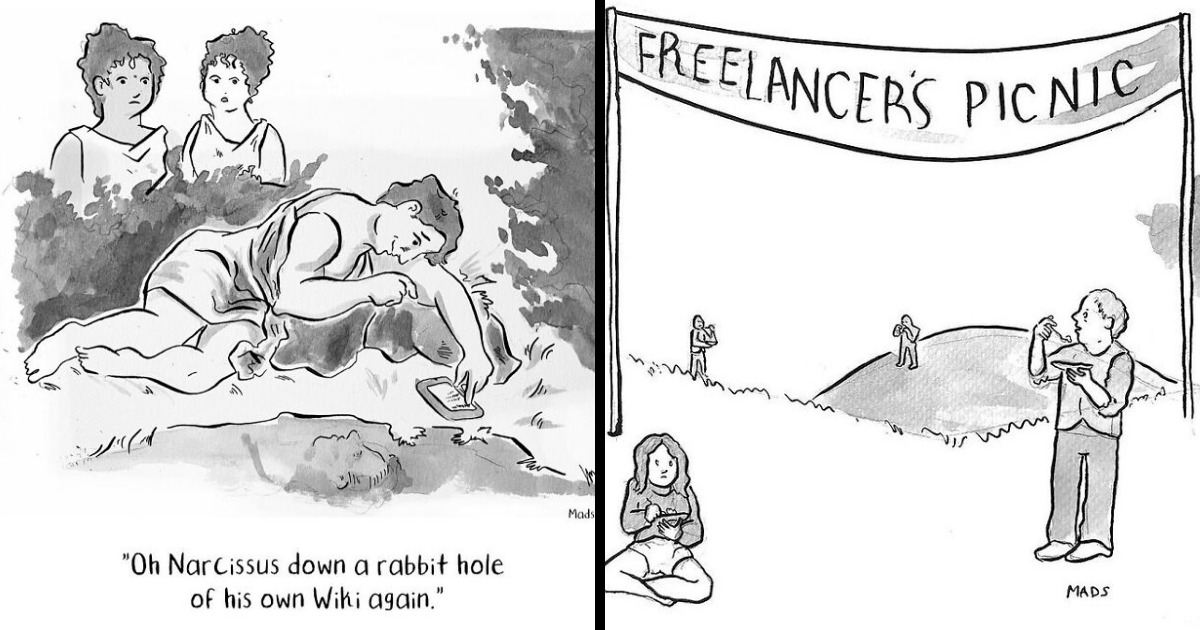 Mads
"Oh Narcissus down a rabbit hole
of his own Wiki again."
FREELANCER'S PICNIC
MADS